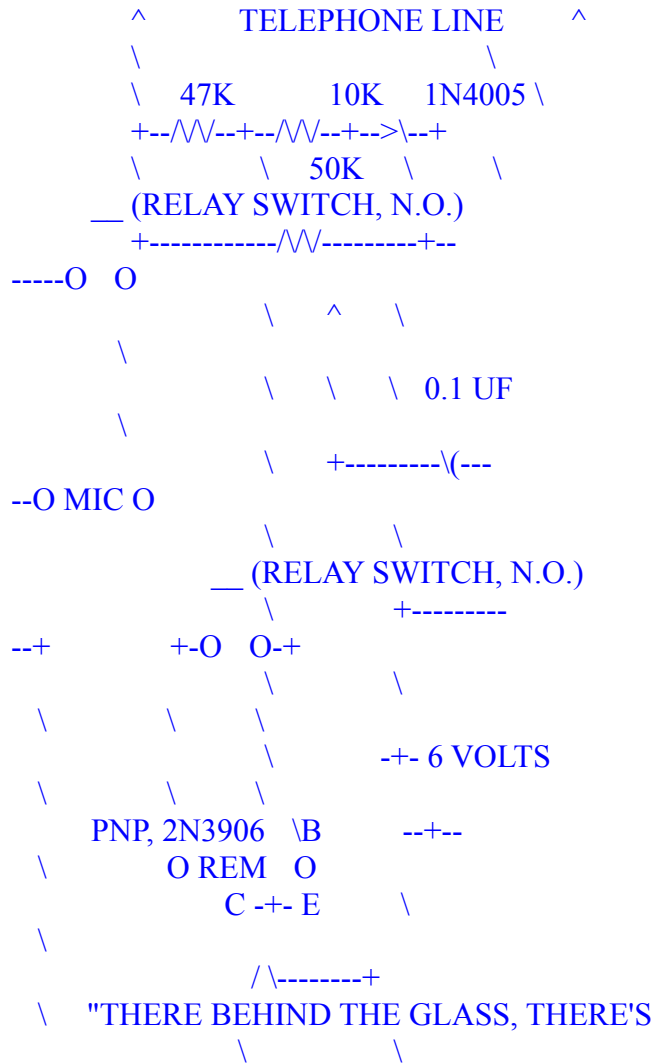 ^ TELEPHONE LINE ^
\ \
\ 47K 10K 1N4005 \
+--/\/\/--+--/\/\/--+-->\--+
\ \ 50K \ \
__ (RELAY SWITCH, N.O.)
+------------/\/\/---------+--
-----O O
\ ^ \
\
\ \ \ 0.1 UF
\
\ +---------\(---
--O MIC O
\ \
__ (RELAY SWITCH, N.O.)
\ +---------
--+ +-O O-+
\ \
\ \ \
\ -+- 6 VOLTS
\ \ \
PNP, 2N3906 \B --+--
\ O REM O
C -+- E \
\
/ \--------+
\ "THERE BEHIND THE GLASS, THERE'S
\ \